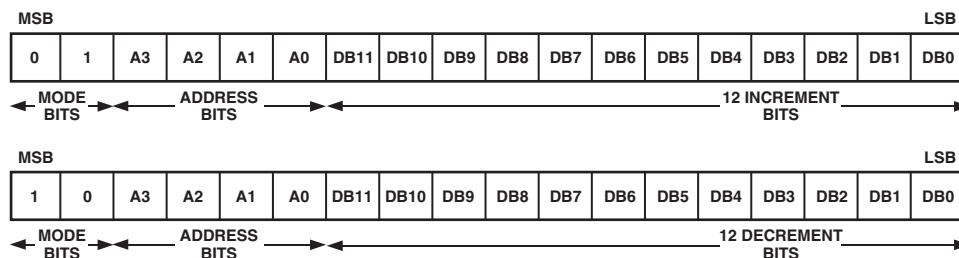 MSB LSB
0 1 A3 A2 A1 A0 DB11 DB10 DB9 DB8 DB7 DB6 DB5 DB4 DB3 DB2 DB1 DB0
MODE BITS ADDRESS BITS 12 INCREMENT BITS
MSB LSB
1 0 A3 A2 A1 A0 DB11 DB10 DB9 DB8 DB7 DB6 DB5 DB4 DB3 DB2 DB1 DB0
MODE BITS ADDRESS BITS 12 DECREMENT BITS